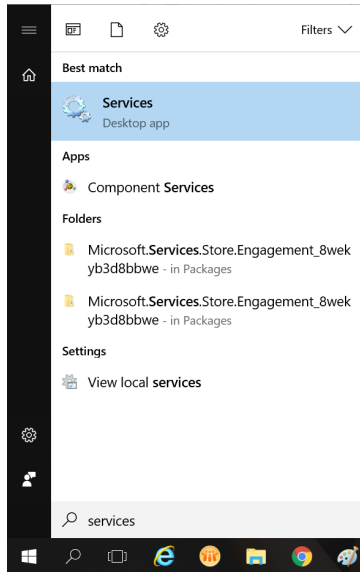 Filters
Best match
Services
Desktop app
Apps
Component Services
Folders
Microsoft.Services.Store.Engagement_8wek
yb3d8bbwe - in Packages
Microsoft.Services.Store.Engagement_8wek
yb3d8bbwe - in Packages
Settings
View local services
services